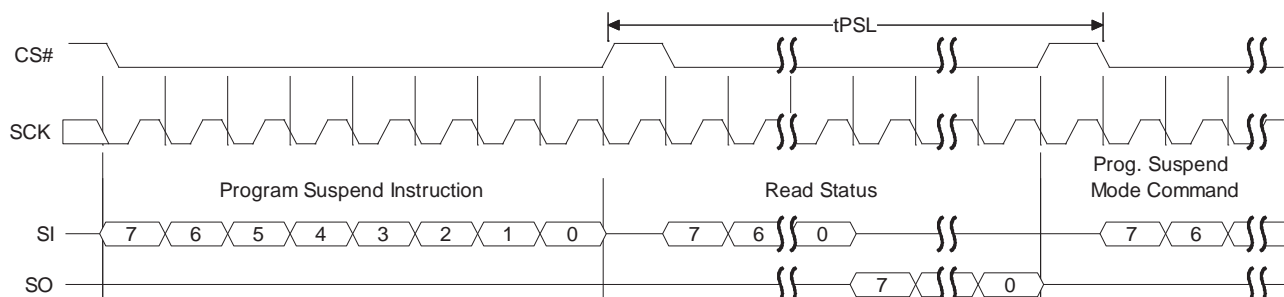 tPSL
CS#
SCK
Prog. Suspend
Program Suspend Instruction Read Status Mode Command
SI 7 6 5 4 3 2 1 0 7 6 0 7 6
SO 7 0